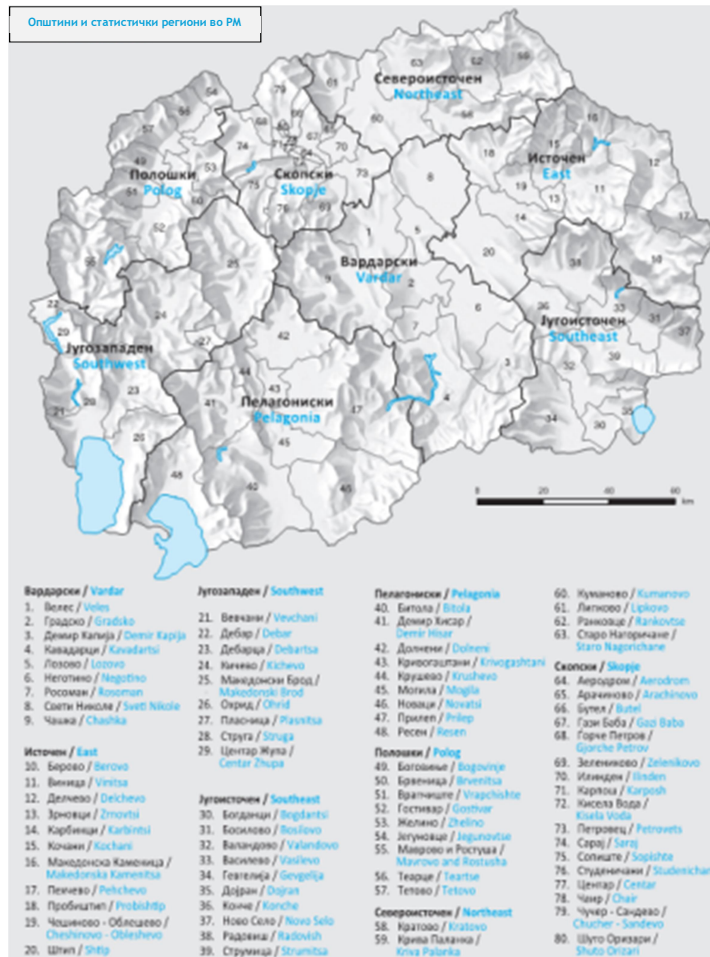 Општини и статистички региони во РМ
Североисточен
Northeast
Источен
East
Полошки
Polog
Скопски
Skopje
Вардарски
Vardar
Југоисточен
Southeast
Југозападен
Southwest
Пелагониски
Pelagonia
0 20 40 60
km
Вардарски / Vardar
1. Велес / Veles
2. Градско / Gradsko
3. Демир Капија / Demir Kapija
4. Кавадарци / Kavadartsi
5. Лозово / Lozovo
6. Неготино / Negotino
7. Росоман / Rosoman
8. Свети Николе / Sveti Nikole
9. Чашка / Chashka
Источен / East
10. Берово / Berovo
11. Виница / Vinitsa
12. Делчево / Delchevo
13. Зрновци / Zrnovtsi
14. Карбинци / Karbintsi
15. Кочани / Kochani
16. Македонска Каменица /
Makedonska Kamenitsa
17. Пехчево / Pehchevo
18. Пробиштип / Probishtip
19. Чешиново - Облешево /
Cheshinovo - Obleshevo
20. Штип / Shtip
Југозападен / Southwest
21. Вевчани / Vevchani
22. Дебар / Debar
23. Дебарца / Debartsa
24. Кичево / Kichevo
25. Македонски Брод /
Makedonski Brod
26. Охрид / Ohrid
27. Пласница / Plasnitsa
28. Струга / Struga
29. Центар Жупа /
Centar Zhupa
Југоисточен / Southeast
30. Богданци / Bogdantsi
31. Босилово / Bosilovo
32. Валандово / Valandovo
33. Василево / Vasilevo
34. Гевгелија / Gevgelija
35. Дојран / Dojran
36. Конче / Konche
37. Ново Село / Novo Selo
38. Радовиш / Radovish
39. Струмица / Strumitsa
Пелагониски / Pelagonia
40. Битола / Bitola
41. Демир Хисар /
Demir Hisar
42. Долнени / Dolneni
43. Кривогаштани / Krivogashtani
44. Крушево / Krushevo
45. Могила / Mogila
46. Новаци / Novatsi
47. Прилеп / Prilep
48. Ресен / Resen
Полошки / Polog
49. Боговиње / Bogovinje
50. Брвеница / Brvenitsa
51. Врапчиште / Vrapchishte
52. Гостивар / Gostivar
53. Желино / Zhelino
54. Јегуновце / Jegunovtse
55. Маврово и Ростуша /
Mavrovo and Rostusha
56. Теарце / Teartse
57. Тетово / Tetovo
Североисточен / Northeast
58. Кратово / Kratovo
59. Крива Паланка /
Kriva Palanka
60. Куманово / Kumanovo
61. Липково / Lipkovo
62. Ранковце / Rankovtse
63. Старо Нагоричане /
Staro Nagorichane
Скопски / Skopje
64. Аеродром / Aerodrom
65. Арачиново / Arachinovo
66. Бутел / Butel
67. Гази Баба / Gazi Baba
68. Ѓорче Петров /
Gjorche Petrov
69. Зелениково / Zelenikovo
70. Илинден / Ilinden
71. Карпош / Karposh
72. Кисела Вода /
Kisela Voda
73. Петровец / Petrovets
74. Сарај / Saraj
75. Сопиште / Sopishte
76. Студеничани / Studenichan
77. Центар / Centar
78. Чаир / Chair
79. Чучер - Сандево /
Chucher - Sandevo
80. Шуто Оризари /
Shuto Orizari